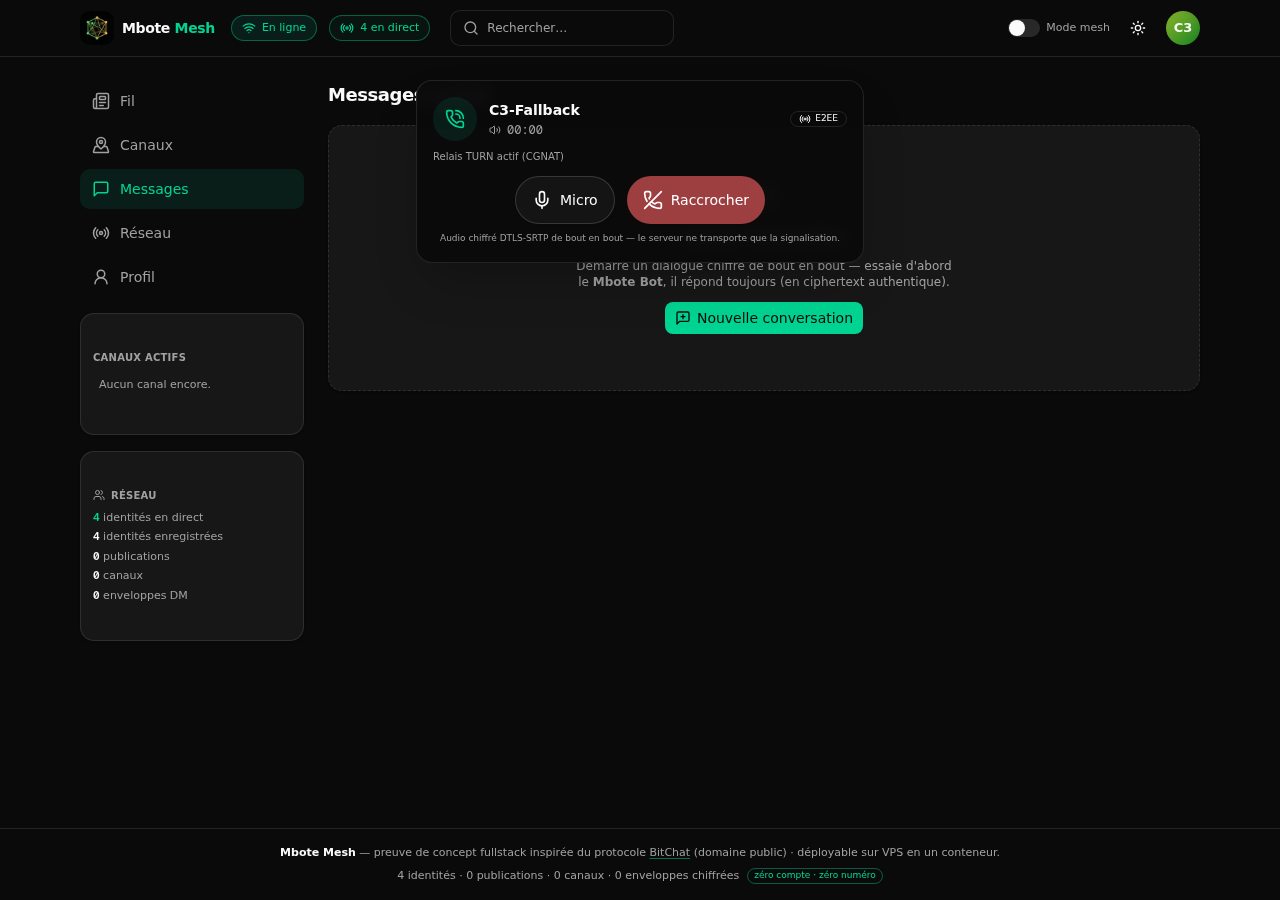 Mbote Mesh
En ligne
4 en direct
Rechercher…
Mode mesh
C3
Fil
Canaux
Messages
Réseau
Profil
CANAUX ACTIFS
Aucun canal encore.
RÉSEAU
4 identités en direct
4 identités enregistrées
0 publications
0 canaux
0 enveloppes DM
Messages
C3-Fallback
00:00
E2EE
Relais TURN actif (CGNAT)
Micro
Raccrocher
Audio chiffré DTLS-SRTP de bout en bout — le serveur ne transporte que la signalisation.
Démarre un dialogue chiffré de bout en bout — essaie d'abord
le Mbote Bot, il répond toujours (en ciphertext authentique).
Nouvelle conversation
Mbote Mesh — preuve de concept fullstack inspirée du protocole BitChat (domaine public) · déployable sur VPS en un conteneur.
4 identités · 0 publications · 0 canaux · 0 enveloppes chiffrées zéro compte · zéro numéro